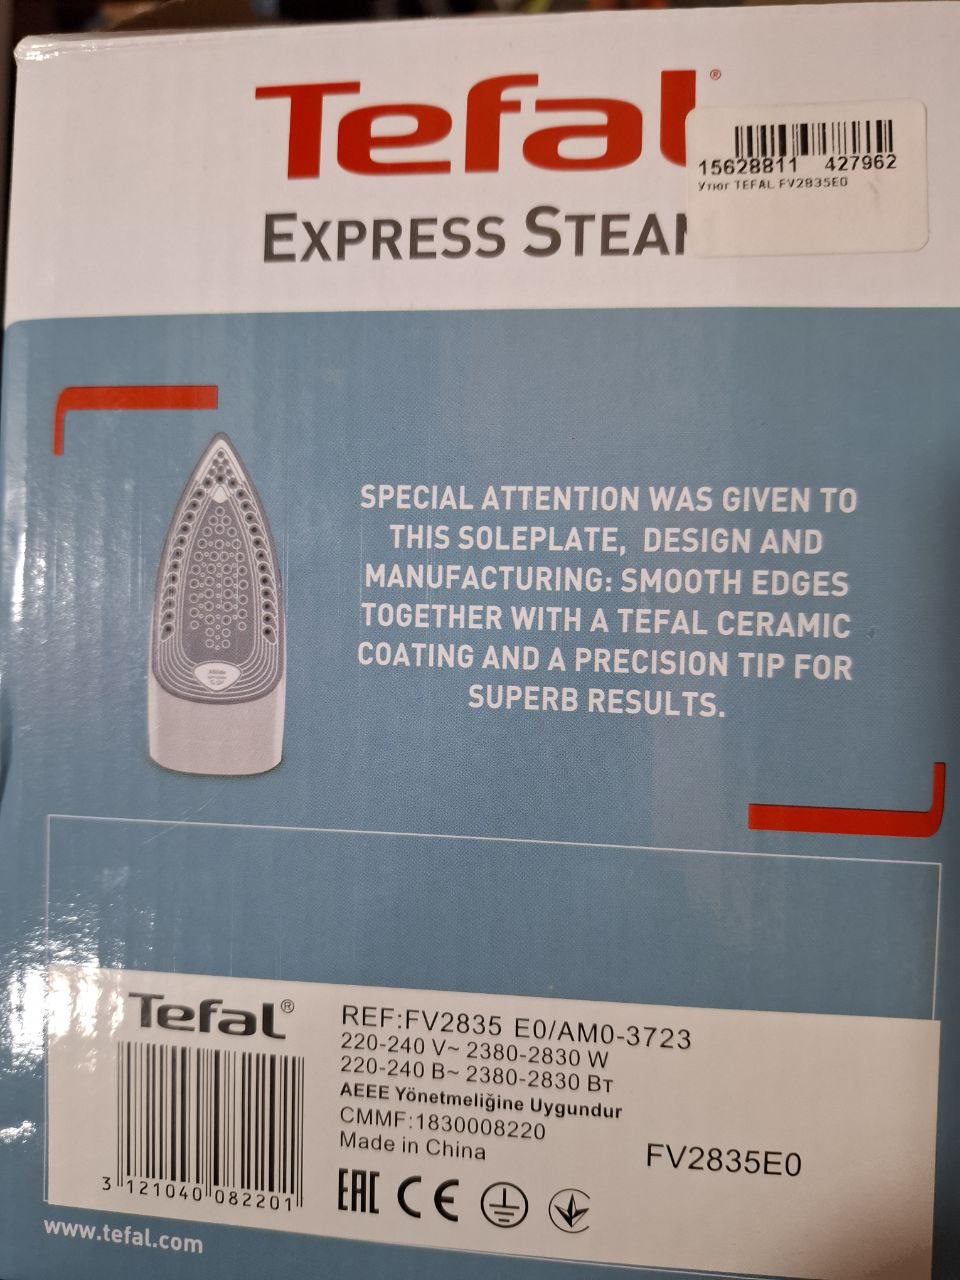 Tefal®
15628811 427962
Утюг TEFAL FV2835E0
EXPRESS STEAM
SPECIAL ATTENTION WAS GIVEN TO
THIS SOLEPLATE, DESIGN AND
MANUFACTURING: SMOOTH EDGES
TOGETHER WITH A TEFAL CERAMIC
COATING AND A PRECISION TIP FOR
SUPERB RESULTS.
Tefal®
REF:FV2835 E0/AM0-3723
220-240 V~ 2380-2830 W
220-240 В~ 2380-2830 Вт
AEEE Yönetmeliğine Uygundur
CMMF:1830008220
Made in China
FV2835E0
3 121040 082201
EAC CE
www.tefal.com